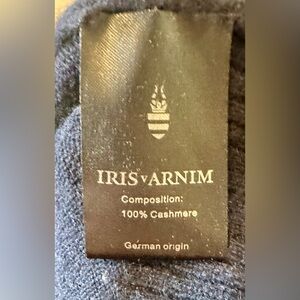 IRIS v ARNIM
Composition:
100% Cashmere
German origin